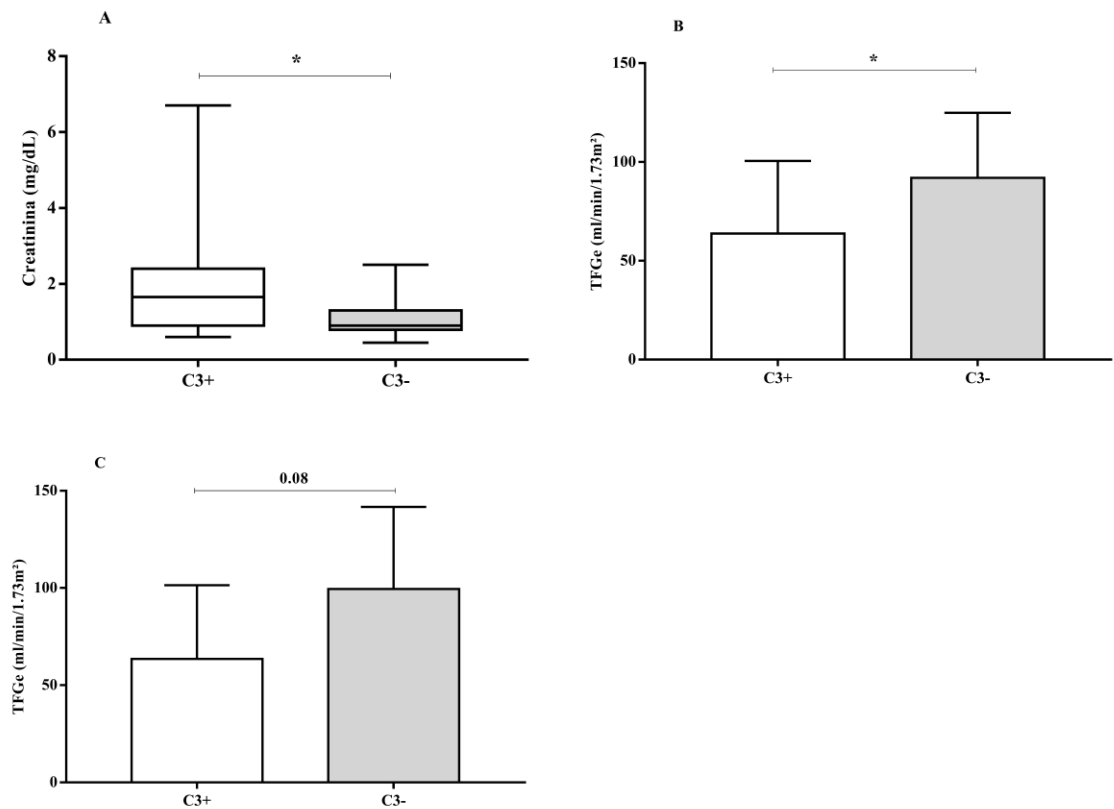 A
*
8
6
4
2
0
Creatinina (mg/dL)
C3+ C3-
B
*
150
100
50
0
TFGe (ml/min/1.73m²)
C3+ C3-
C
0.08
150
100
50
0
TFGe (ml/min/1.73m²)
C3+ C3-